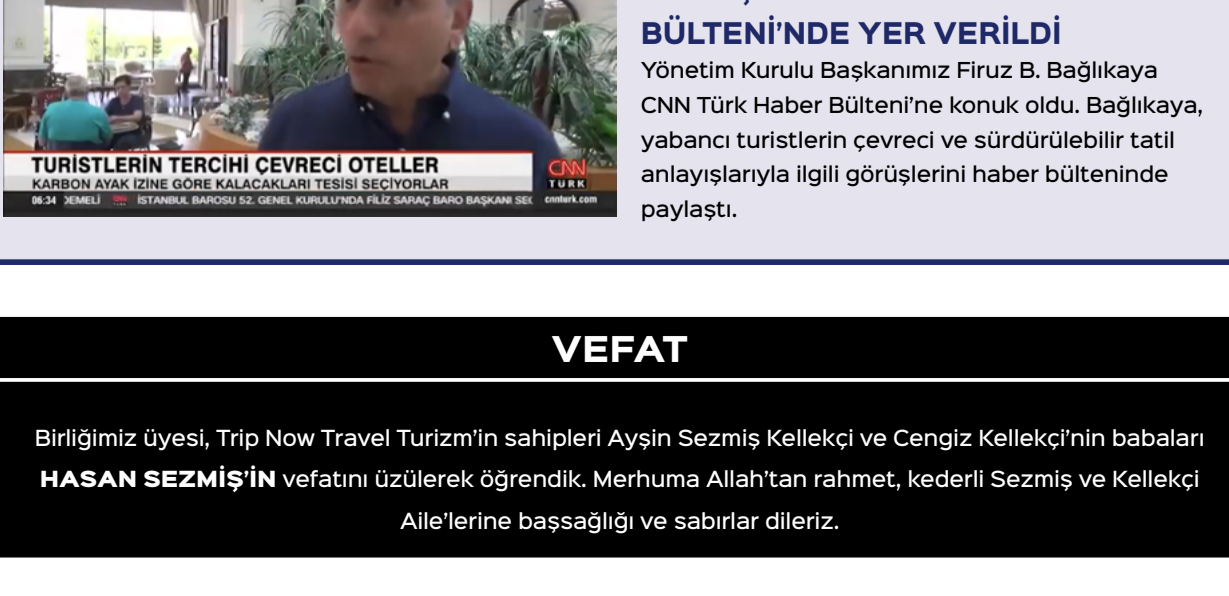 BÜLTENİ’NDE YER VERİLDİ
Yönetim Kurulu Başkanımız Firuz B. Bağlıkaya
CNN Türk Haber Bülteni’ne konuk oldu. Bağlıkaya,
yabancı turistlerin çevreci ve sürdürülebilir tatil
anlayışlarıyla ilgili görüşlerini haber bülteninde
paylaştı.
TURİSTLERİN TERCİHİ ÇEVRECİ OTELLER
KARBON AYAK İZİNE GÖRE KALACAKLARI TESİSİ SEÇİYORLAR
CNN
TÜRK
06:34 DEMELİ İSTANBUL BAROSU 52. GENEL KURULU'NDA FİLİZ SARAÇ BARO BAŞKANI SEÇ cnnturk.com
VEFAT
Birliğimiz üyesi, Trip Now Travel Turizm’in sahipleri Ayşin Sezmiş Kellekçi ve Cengiz Kellekçi’nin babaları
HASAN SEZMİŞ’İN vefatını üzülerek öğrendik. Merhuma Allah’tan rahmet, kederli Sezmiş ve Kellekçi
Aile’lerine başsağlığı ve sabırlar dileriz.